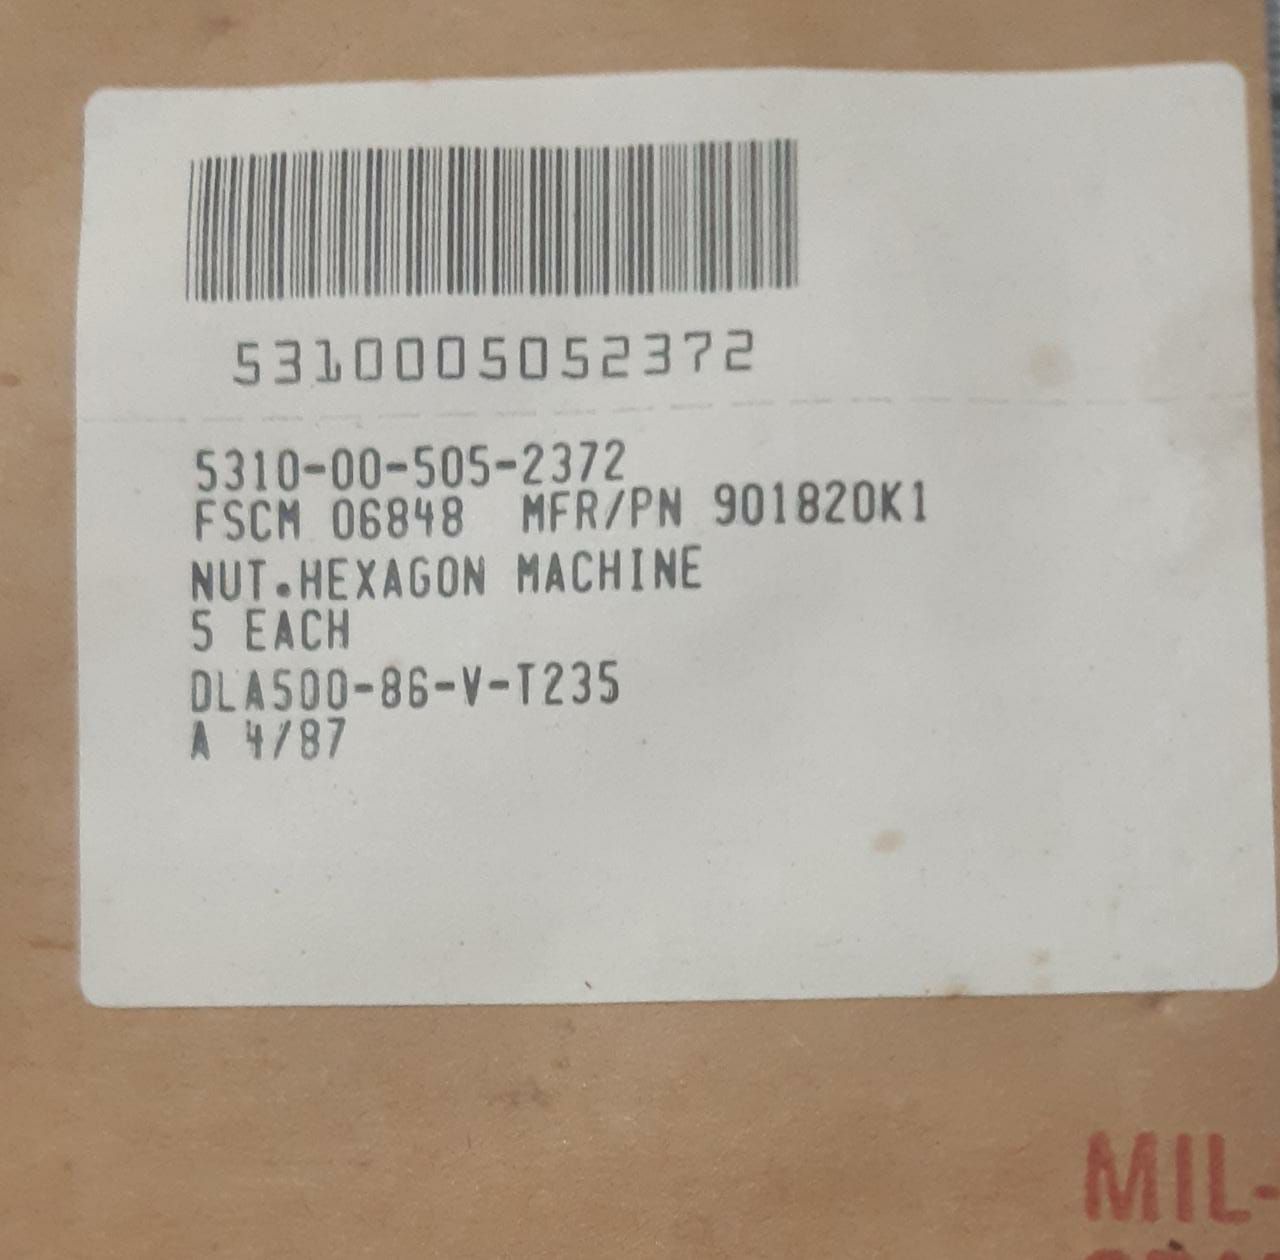 5310005052372
5310-00-505-2372
FSCM 06848 MFR/PN 901820K1
NUT.HEXAGON MACHINE
5 EACH
DLA500-86-V-T235
A 4/87
MIL-